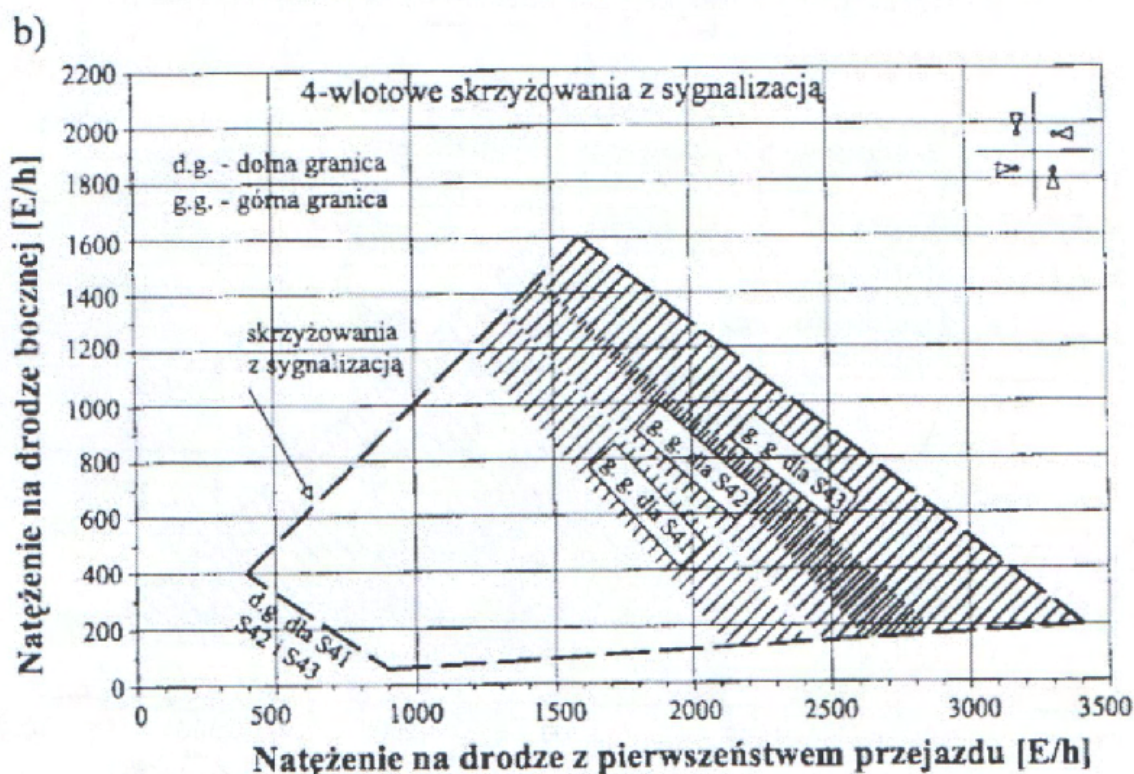 b)
4-wlotowe skrzyżowania z sygnalizacją
d.g. - dolna granica
g.g. - górna granica
skrzyżowania
z sygnalizacją
g. g. dla S43
g. g. dla S42
g. g. dla S41
d.g. dla S41
S42 i S43
Natężenie na drodze bocznej [E/h]
2200
2000
1800
1600
1400
1200
1000
800
600
400
200
0
0 500 1000 1500 2000 2500 3000 3500
Natężenie na drodze z pierwszeństwem przejazdu [E/h]